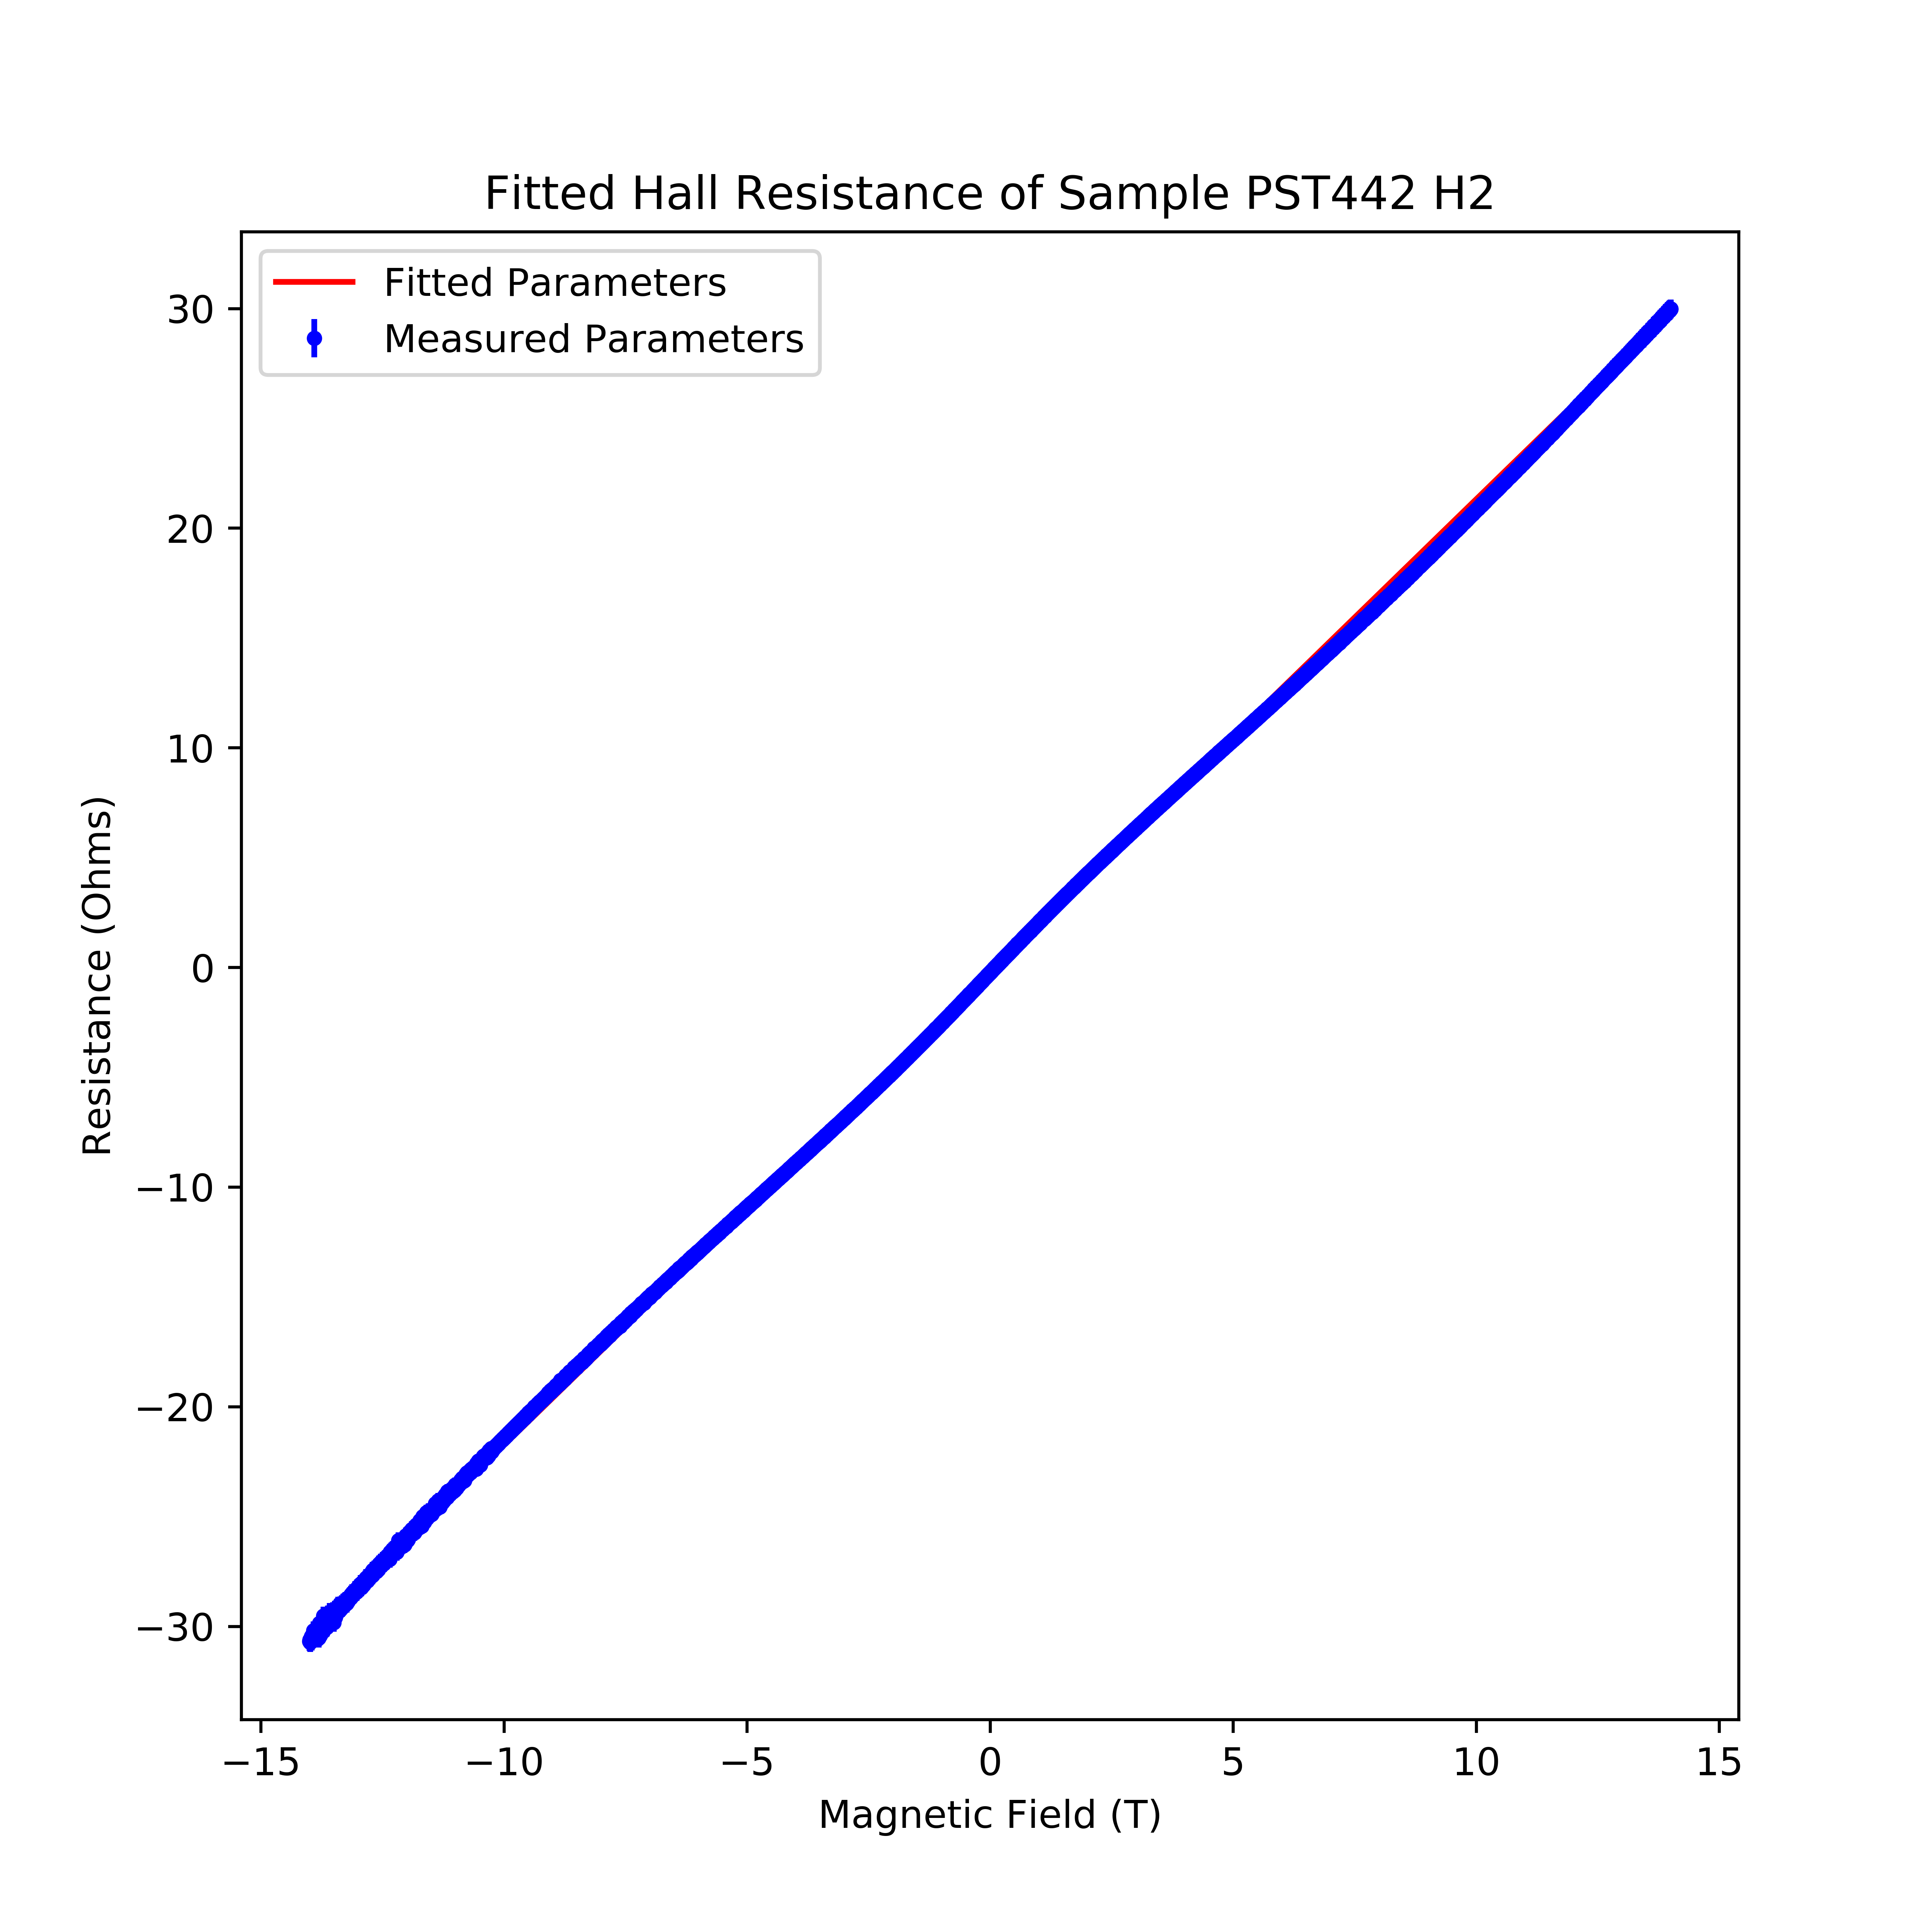 Fitted Hall Resistance of Sample PST442 H2
Fitted Parameters
Measured Parameters
30
20
10
0
−10
−20
−30
Resistance (Ohms)
−15 −10 −5 0 5 10 15
Magnetic Field (T)